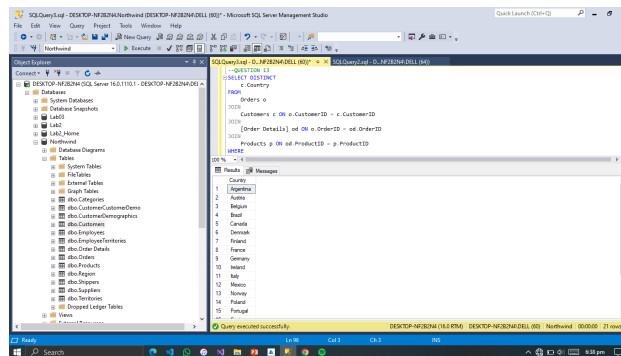 SQLQuery3.sql - DESKTOP-NF2B2N4.Northwind (DESKTOP-NF2B2N4\DELL (60))* - Microsoft SQL Server Management Studio
Quick Launch (Ctrl+Q)
File Edit View Query Project Tools Window Help
New Query
Northwind
Execute
Object Explorer
SQLQuery3.sql - D...NF2B2N4\DELL (60))*
SQLQuery2.sql - D...NF2B2N4\DELL (64))
Connect
DESKTOP-NF2B2N4 (SQL Server 16.0.1110.1 - DESKTOP-NF2B2N4\DEL
Databases
System Databases
Database Snapshots
Lab03
Lab2
Lab2_Home
Northwind
Database Diagrams
Tables
System Tables
FileTables
External Tables
Graph Tables
dbo.Categories
dbo.CustomerCustomerDemo
dbo.CustomerDemographics
dbo.Customers
dbo.Employees
dbo.EmployeeTerritories
dbo.Order Details
dbo.Orders
dbo.Products
dbo.Region
dbo.Shippers
dbo.Suppliers
dbo.Territories
Dropped Ledger Tables
Views
--QUESTION 13
SELECT DISTINCT
c.Country
FROM
Orders o
JOIN
Customers c ON o.CustomerID = c.CustomerID
JOIN
[Order Details] od ON o.OrderID = od.OrderID
JOIN
Products p ON od.ProductID = p.ProductID
WHERE
100 %
Results Messages
Country
1 Argentina
2 Austria
3 Belgium
4 Brazil
5 Canada
6 Denmark
7 Finland
8 France
9 Germany
10 Ireland
11 Italy
12 Mexico
13 Norway
14 Poland
15 Portugal
Query executed successfully.
DESKTOP-NF2B2N4 (16.0 RTM) DESKTOP-NF2B2N4\DELL (60) Northwind 00:00:00 21 rows
Ready
Ln 98 Col 3 Ch 3 INS
Search
6:38 pm